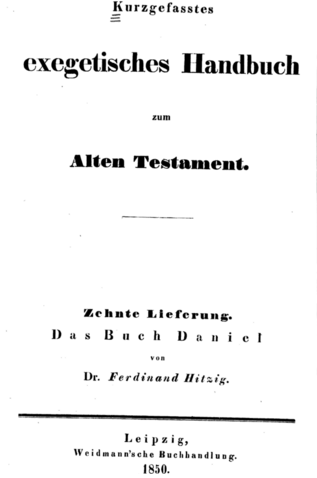 Kurzgefasstes
exegetisches Handbuch
zum
Alten Testament.
Zehnte Lieferung.
Das Buch Daniel
von
Dr. Ferdinand Hitzig.
Leipzig,
Weidmann'sche Buchhandlung.
1850.